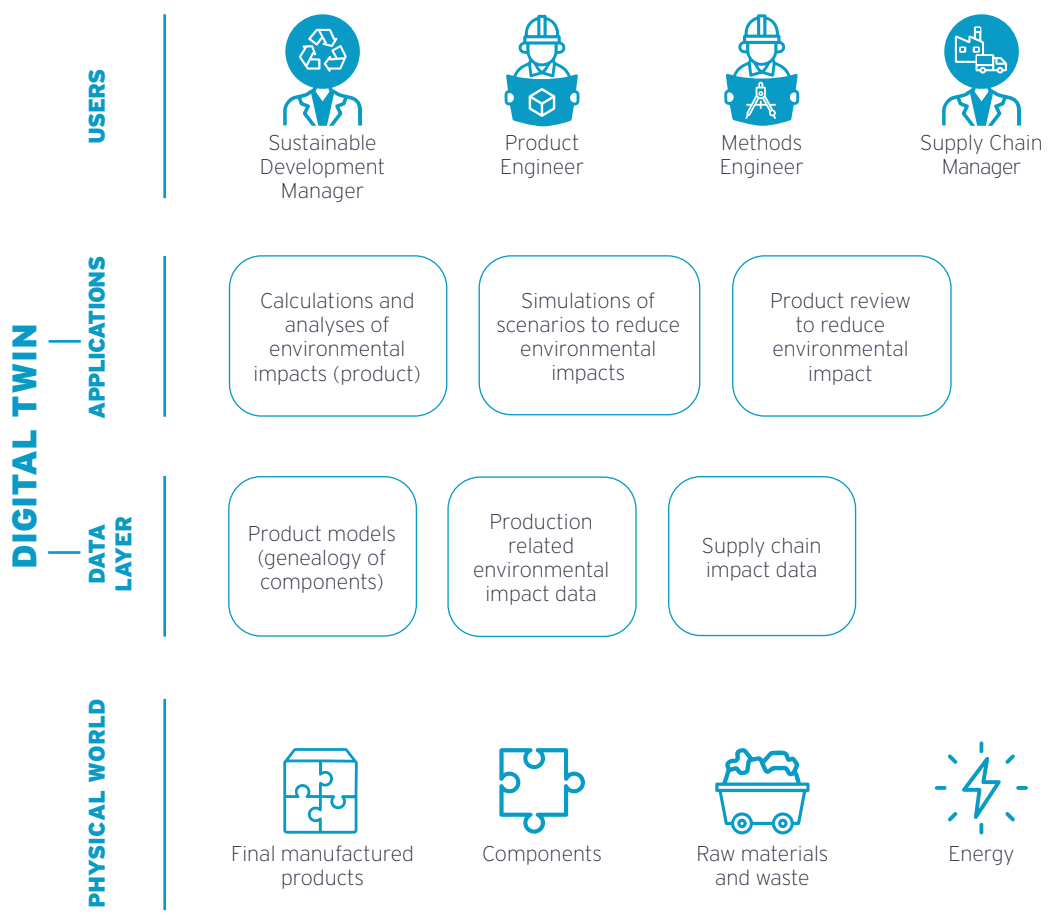 USERS
Sustainable
Development
Manager
Product
Engineer
Methods
Engineer
Supply Chain
Manager
DIGITAL TWIN
APPLICATIONS
Calculations and
analyses of
environmental
impacts (product)
Simulations of
scenarios to reduce
environmental
impacts
Product review
to reduce
environmental
impact
DATA
LAYER
Product models
(genealogy of
components)
Production
related
environmental
impact data
Supply chain
impact data
PHYSICAL WORLD
Final manufactured
products
Components
Raw materials
and waste
Energy